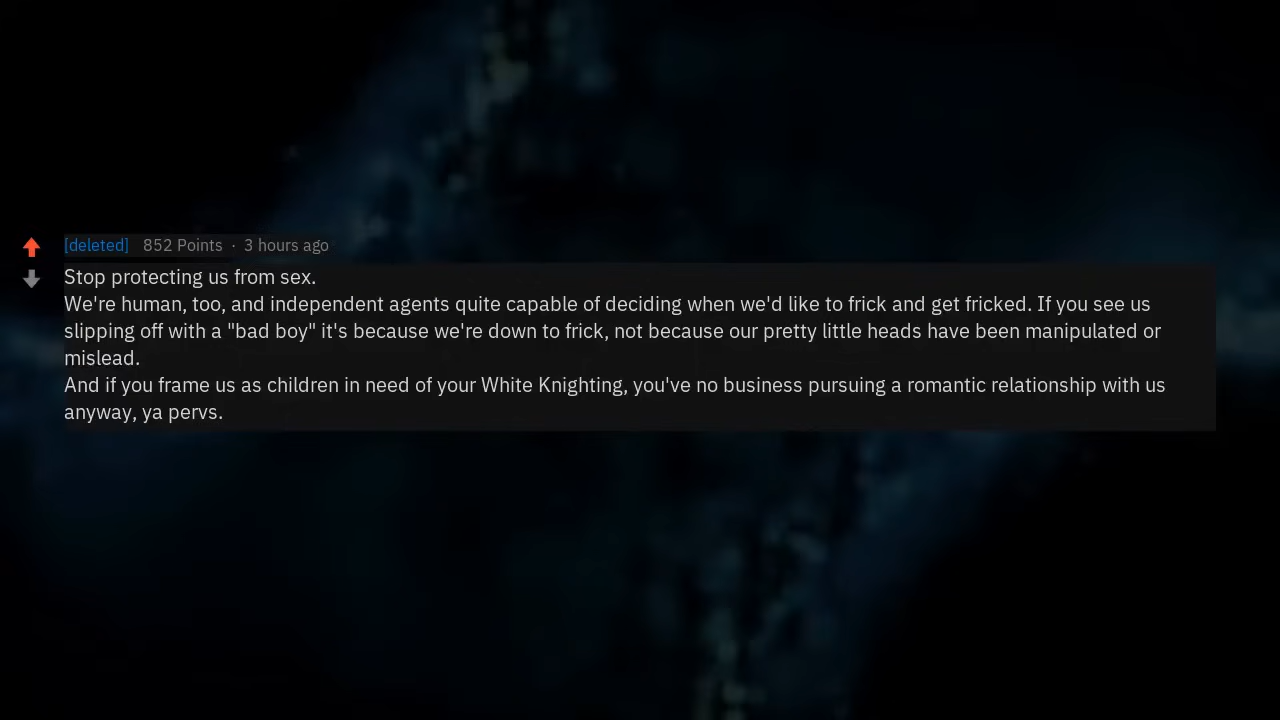 [deleted] 852 Points · 3 hours ago
Stop protecting us from sex.
We're human, too, and independent agents quite capable of deciding when we'd like to frick and get fricked. If you see us
slipping off with a "bad boy" it's because we're down to frick, not because our pretty little heads have been manipulated or
mislead.
And if you frame us as children in need of your White Knighting, you've no business pursuing a romantic relationship with us
anyway, ya pervs.